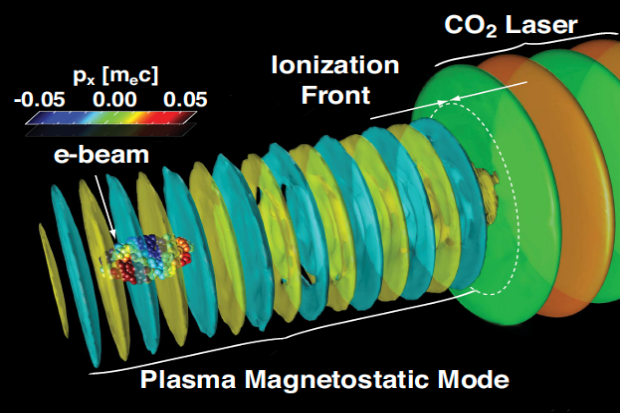 CO₂ Laser
Ionization
Front
pₓ [mₑc]
-0.05 0.00 0.05
e-beam
Plasma Magnetostatic Mode